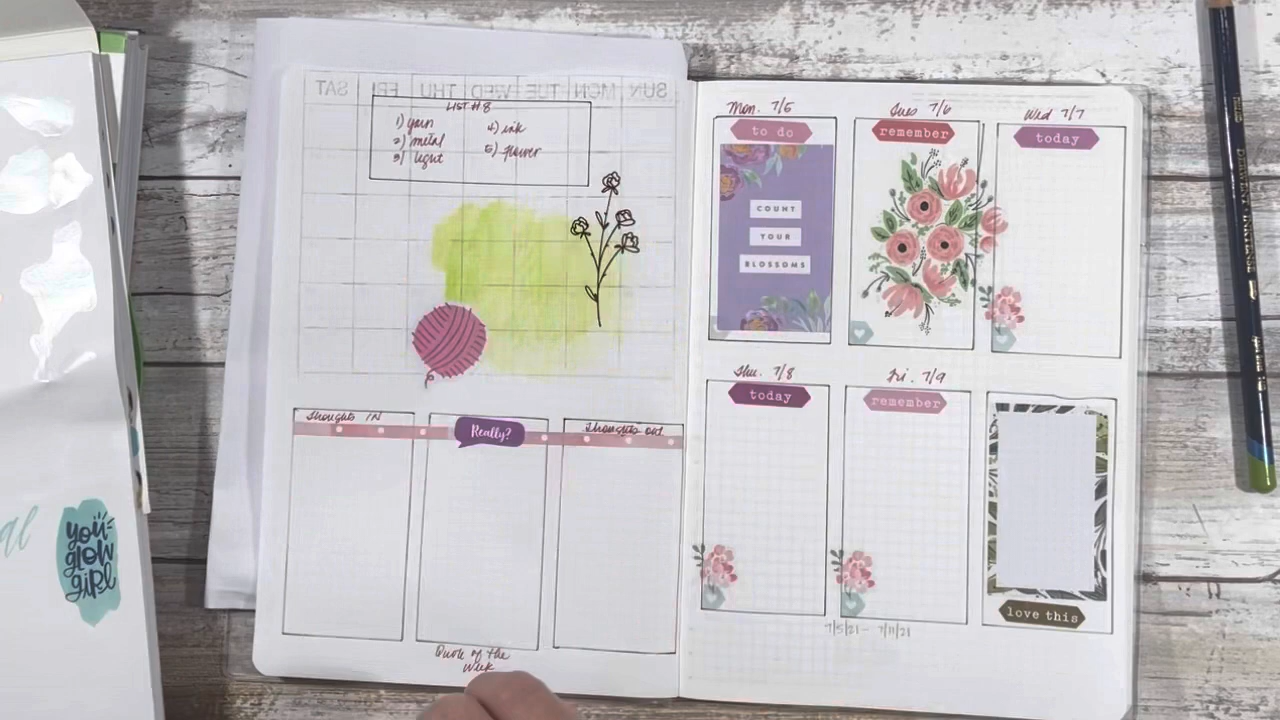 SUN MON TUE WED THU FRI SAT
LIST #8
1) yarn
2) metal
3) light
4) ink
5) flower
Thoughts IN
Really?
Thoughts out
Quote of the
Week
Mon. 7/5
to do
COUNT
YOUR
BLOSSOMS
Tues 7/6
remember
Wed 7/7
today
Thu. 7/8
today
Fri. 7/9
remember
love this
7/5/21 - 7/11/21
you
glow
girl